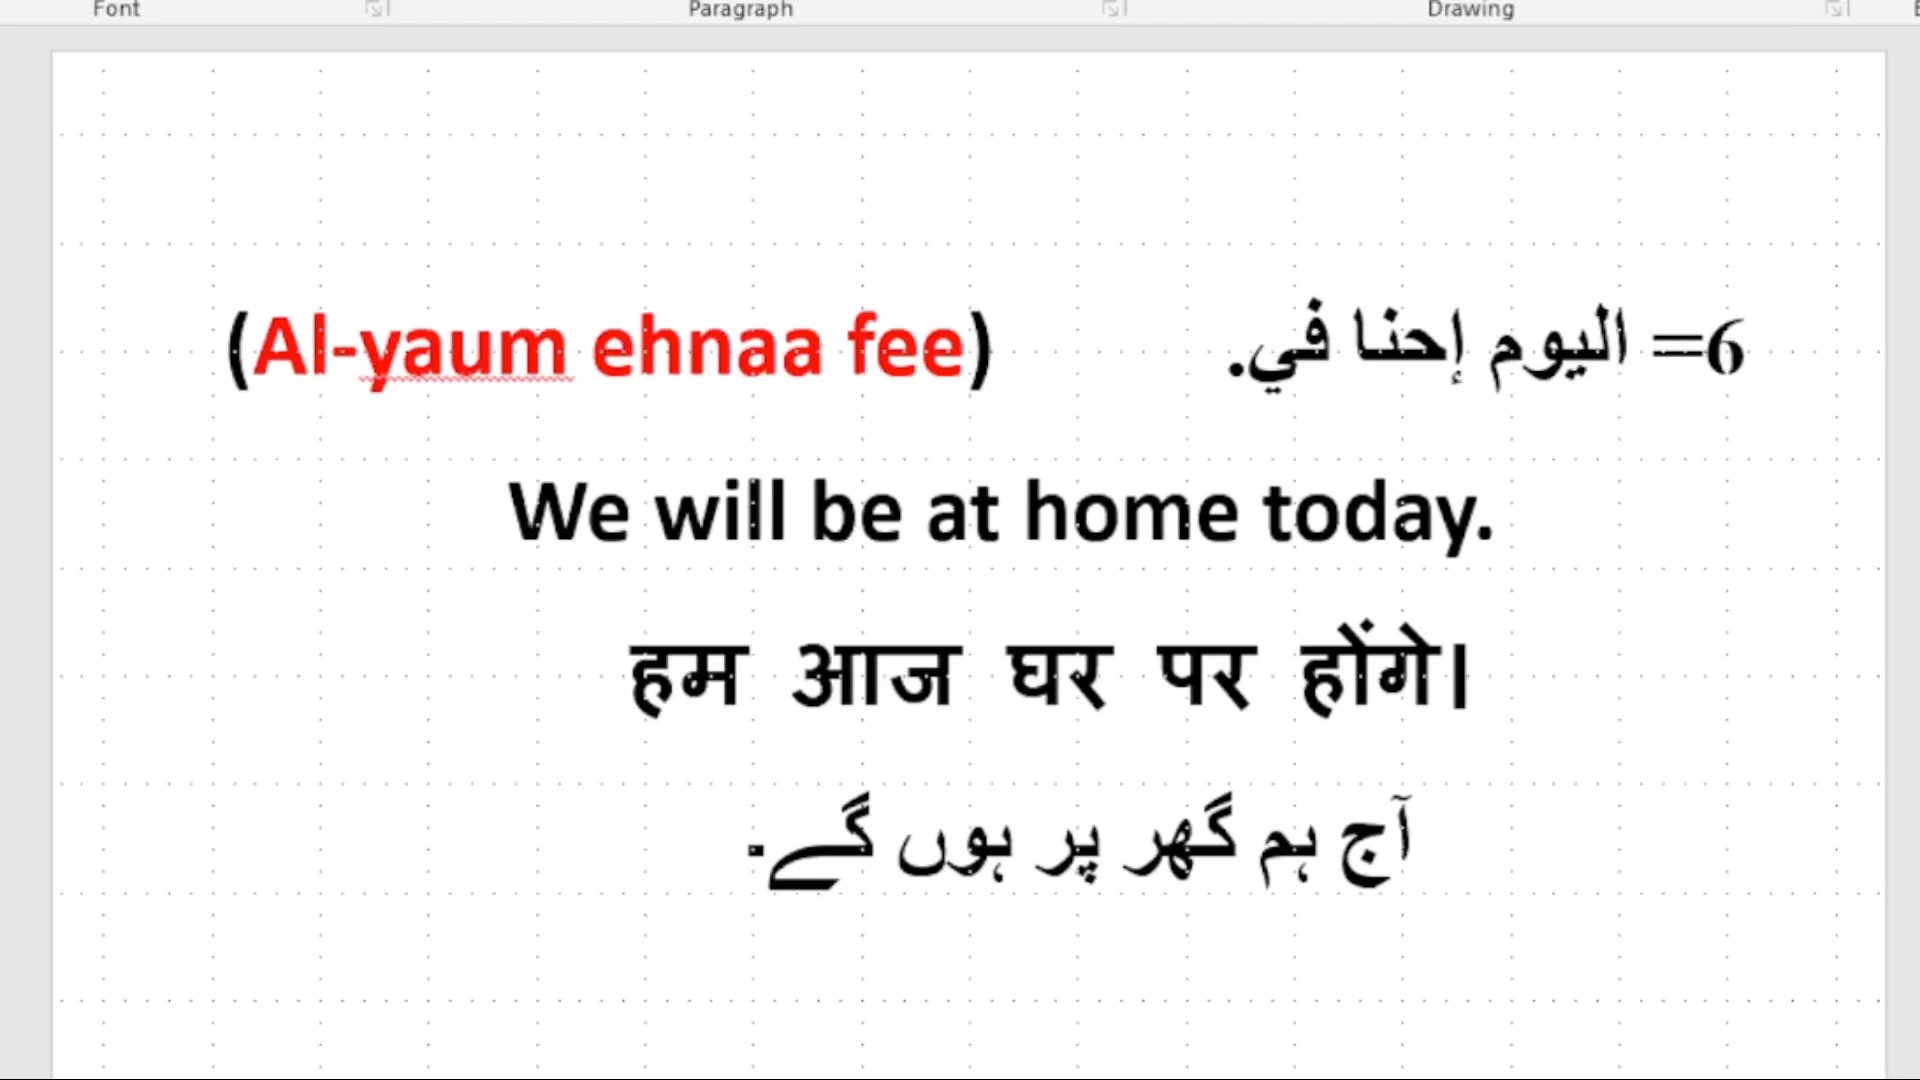 Font Paragraph Drawing
(Al-yaum ehnaa fee) 6= اليوم إحنا في.
We will be at home today.
हम आज घर पर होंगे।
آج ہم گھر پر ہوں گے۔